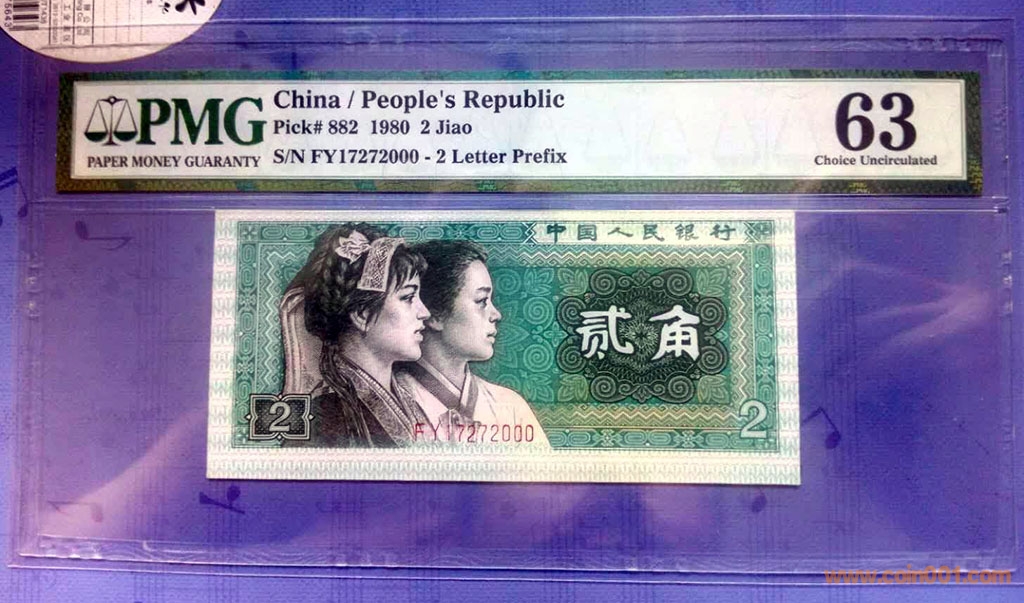 PMG
PAPER MONEY GUARANTY
China / People's Republic
Pick# 882 1980 2 Jiao
S/N FY17272000 - 2 Letter Prefix
63
Choice Uncirculated
中国人民银行
贰角
2
2
FY17272000
www.coin001.com